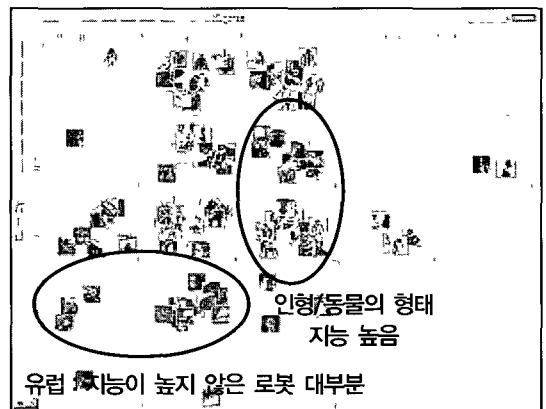 인형/동물의 형태
지능 높음
유럽 : 지능이 높지 않은 로봇 대부분